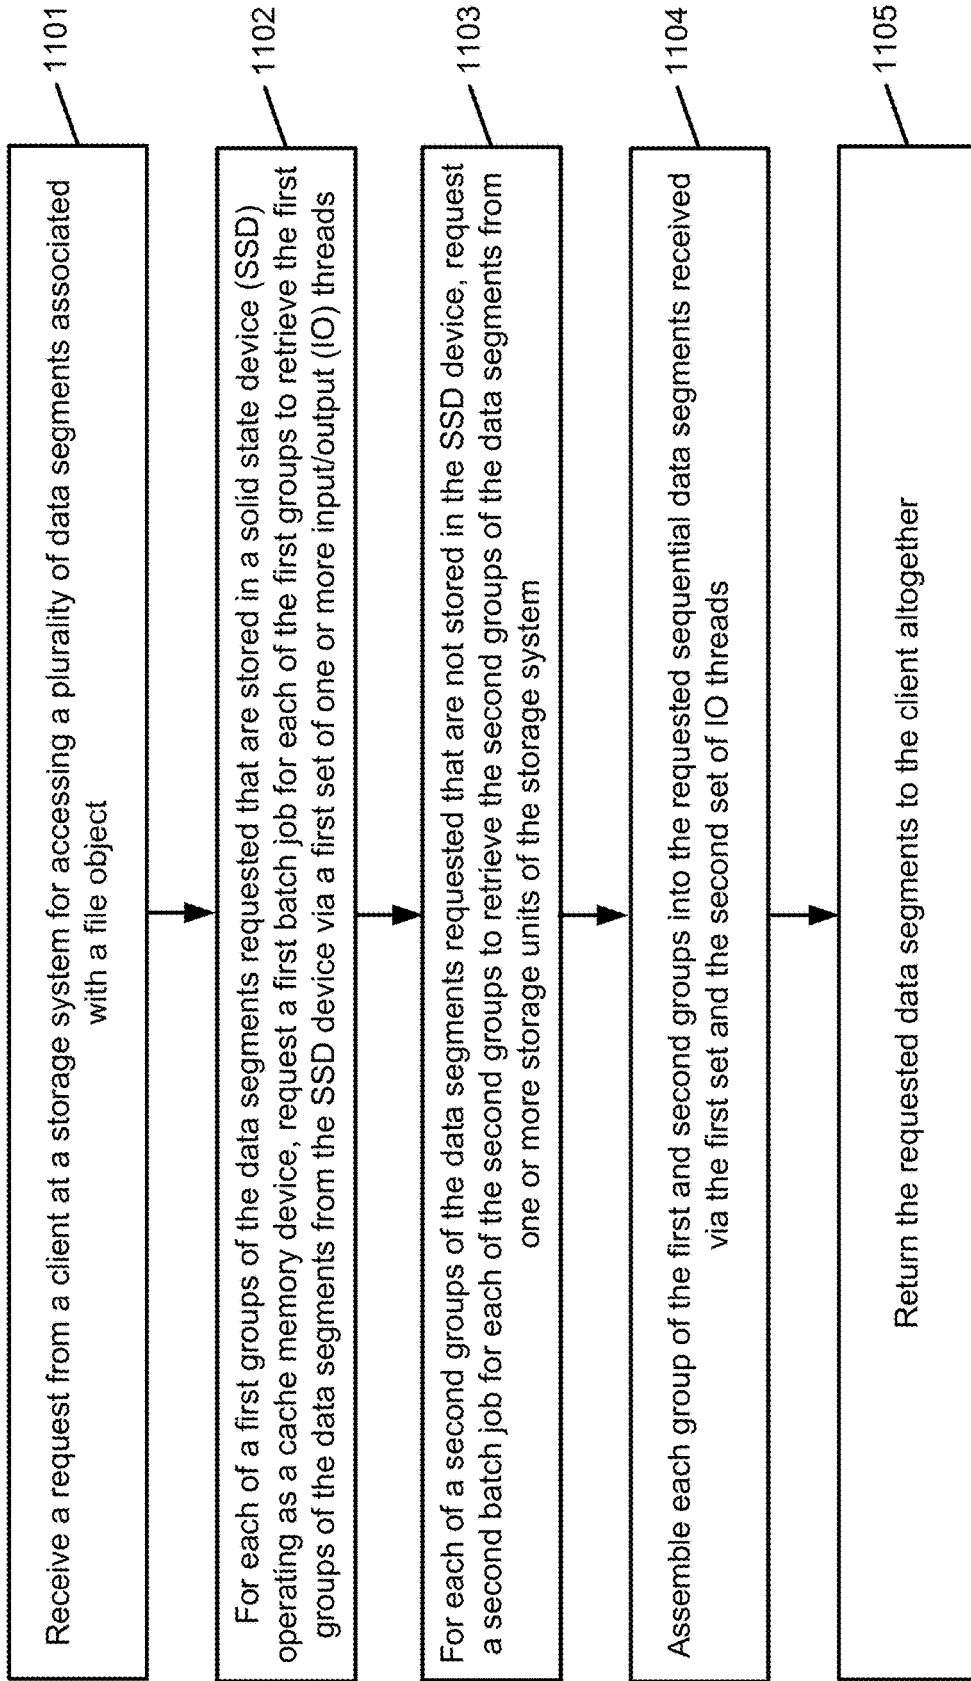 Receive a request from a client at a storage system for accessing a plurality of data segments associated
with a file object
1101
For each of a first groups of the data segments requested that are stored in a solid state device (SSD)
operating as a cache memory device, request a first batch job for each of the first groups to retrieve the first
groups of the data segments from the SSD device via a first set of one or more input/output (IO) threads
1102
For each of a second groups of the data segments requested that are not stored in the SSD device, request
a second batch job for each of the second groups to retrieve the second groups of the data segments from
one or more storage units of the storage system
1103
Assemble each group of the first and second groups into the requested sequential data segments received
via the first set and the second set of IO threads
1104
Return the requested data segments to the client altogether
1105